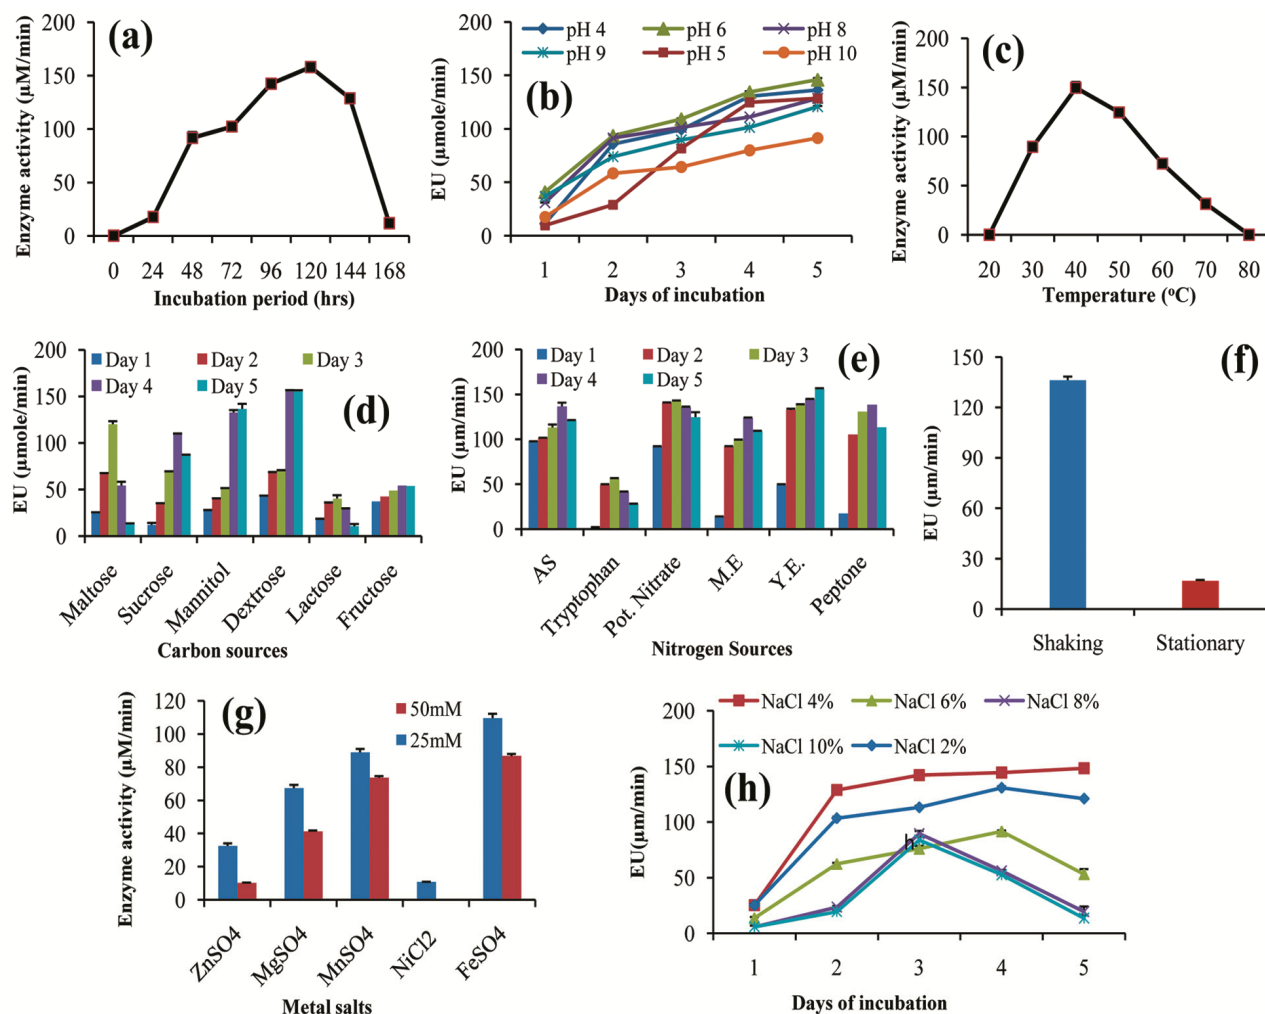 (a)
Enzyme activity (µM/min)
200
150
100
50
0
0 24 48 72 96 120 144 168
Incubation period (hrs)
(b)
pH 4 pH 6 pH 8
pH 9 pH 5 pH 10
EU (µmole/min)
200
150
100
50
0
1 2 3 4 5
Days of incubation
(c)
Enzyme activity (µM/min)
200
150
100
50
0
20 30 40 50 60 70 80
Temperature (ºC)
(d)
Day 1 Day 2 Day 3
Day 4 Day 5
EU (µmole/min)
200
150
100
50
0
Maltose Sucrose Mannitol Dextrose Lactose Fructose
Carbon sources
(e)
Day 1 Day 2 Day 3
Day 4 Day 5
EU (µm/min)
200
150
100
50
0
AS Tryptophan Pot. Nitrate M.E Y.E. Peptone
Nitrogen Sources
(f)
EU (µm/min)
150
120
90
60
30
0
Shaking Stationary
(g)
50mM
25mM
Enzyme activity (µM/min)
120
100
80
60
40
20
0
ZnSO4 MgSO4 MnSO4 NiCl2 FeSO4
Metal salts
(h)
NaCl 4% NaCl 6% NaCl 8%
NaCl 10% NaCl 2%
EU(µm/min)
200
150
100
50
0
h
1 2 3 4 5
Days of incubation